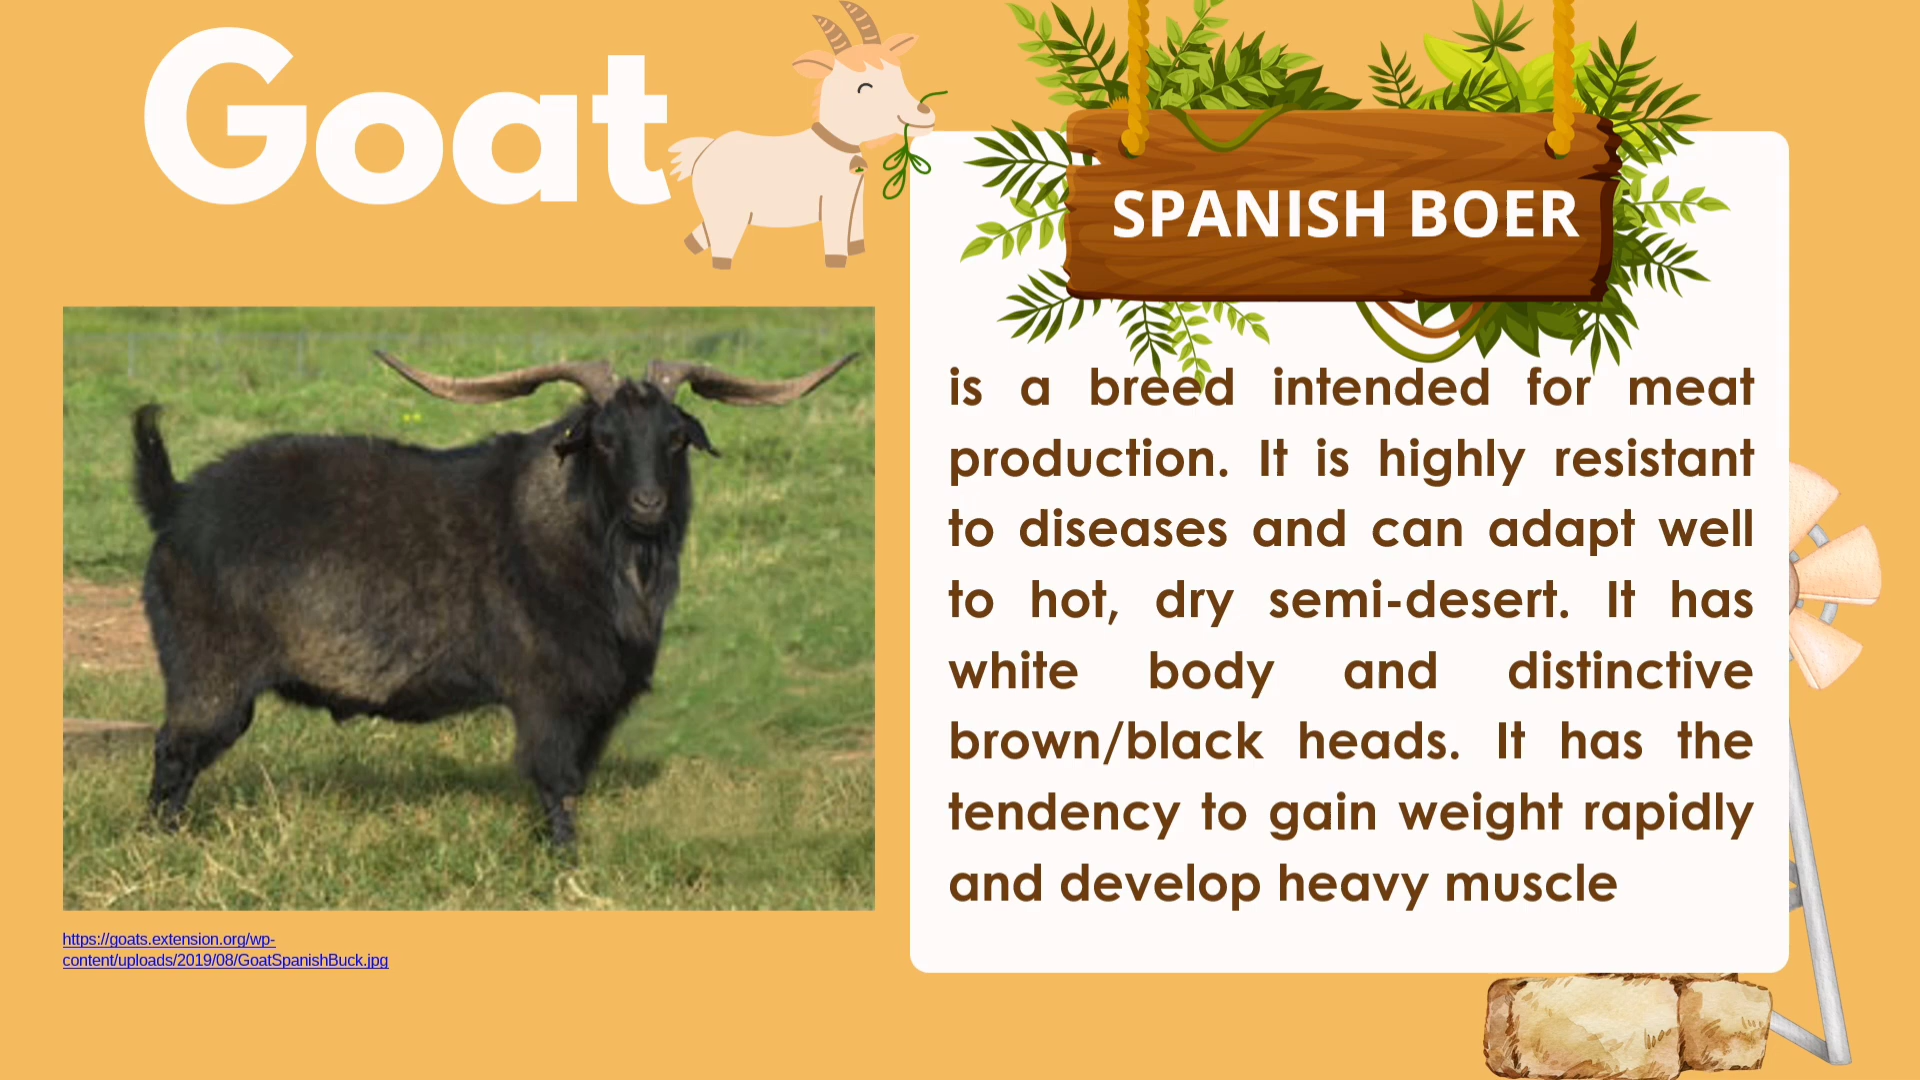 Goat
SPANISH BOER
is a breed intended for meat
production. It is highly resistant
to diseases and can adapt well
to hot, dry semi-desert. It has
white body and distinctive
brown/black heads. It has the
tendency to gain weight rapidly
and develop heavy muscle
https://goats.extension.org/wp-
content/uploads/2019/08/GoatSpanishBuck.jpg